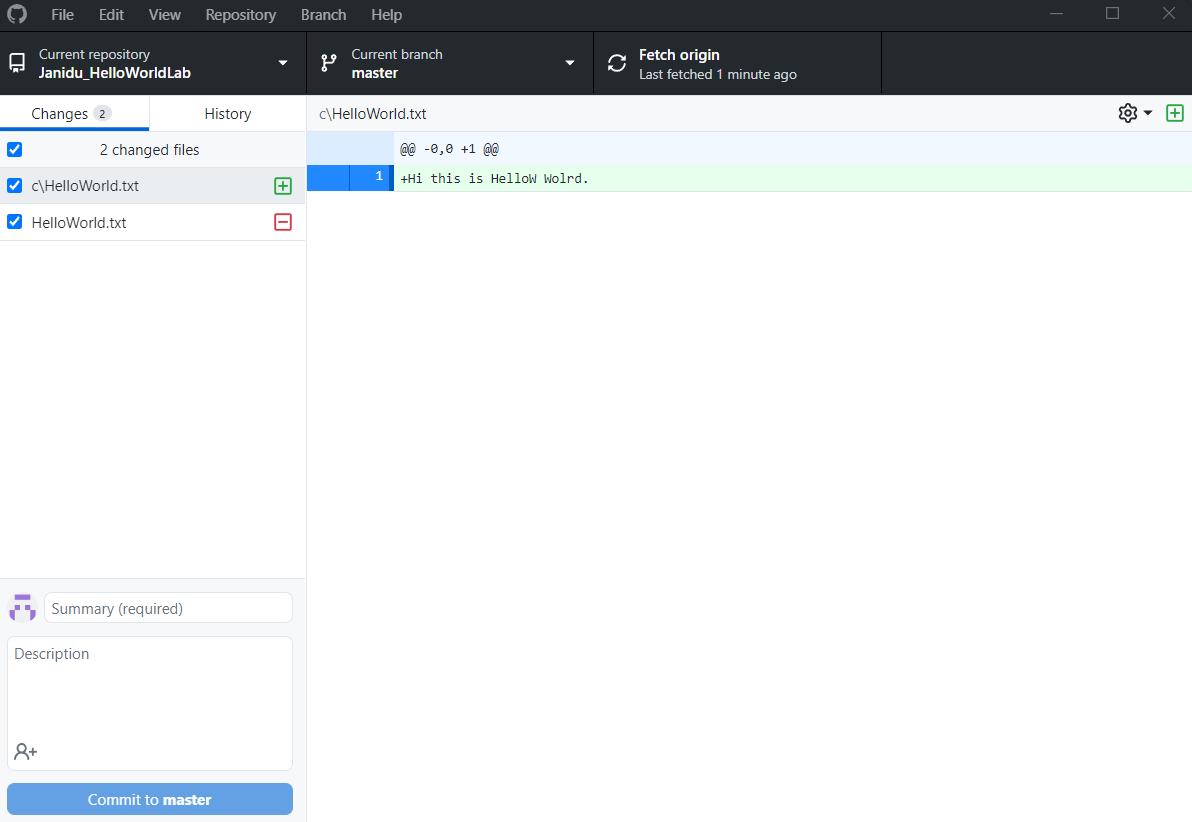 File Edit View Repository Branch Help
Current repository
Janidu_HelloWorldLab
Current branch
master
Fetch origin
Last fetched 1 minute ago
Changes 2
History
c\HelloWorld.txt
2 changed files
@@ -0,0 +1 @@
c\HelloWorld.txt
1 +Hi this is HelloW Wolrd.
HelloWorld.txt
Summary (required)
Description
Commit to master